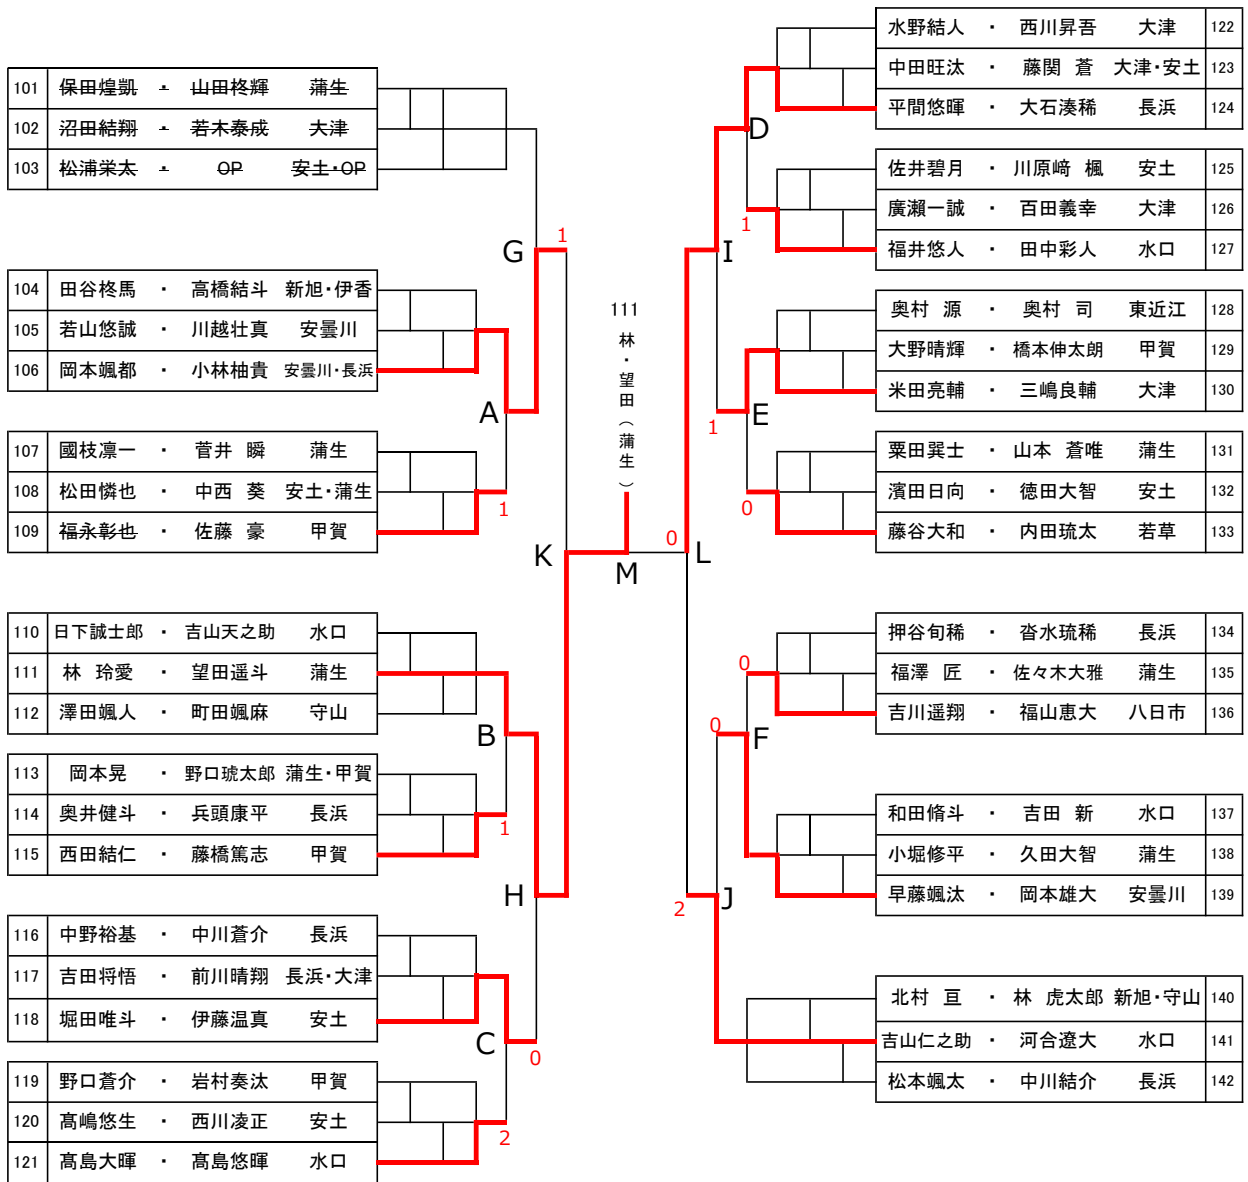 101 保田煌凱 ・ 山田柊輝 蒲生
102 沼田結翔 ・ 若木泰成 大津
103 松浦栄太 ・ OP 安土・OP
104 田谷柊馬 ・ 高橋結斗 新旭・伊香
105 若山悠誠 ・ 川越壮真 安曇川
106 岡本颯都 ・ 小林柚貴 安曇川・長浜
107 國枝凛一 ・ 菅井 瞬 蒲生
108 松田憐也 ・ 中西 葵 安土・蒲生
109 福永彰也 ・ 佐藤 豪 甲賀
110 日下誠士郎 ・ 吉山天之助 水口
111 林 玲愛 ・ 望田遥斗 蒲生
112 澤田颯人 ・ 町田颯麻 守山
113 岡本晃 ・ 野口琥太郎 蒲生・甲賀
114 奥井健斗 ・ 兵頭康平 長浜
115 西田結仁 ・ 藤橋篤志 甲賀
116 中野裕基 ・ 中川蒼介 長浜
117 吉田将悟 ・ 前川晴翔 長浜・大津
118 堀田唯斗 ・ 伊藤温真 安土
119 野口蒼介 ・ 岩村奏汰 甲賀
120 髙嶋悠生 ・ 西川凌正 安土
121 髙島大暉 ・ 髙島悠暉 水口
G 1
A
1
B
1
H
C
0
2
K
111
林・望田（蒲生）
M
0 L
I
D
1
1 E
0
0
0 F
2 J
水野結人 ・ 西川昇吾 大津 122
中田旺汰 ・ 藤関 蒼 大津・安土 123
平間悠暉 ・ 大石湊稀 長浜 124
佐井碧月 ・ 川原﨑 楓 安土 125
廣瀬一誠 ・ 百田義幸 大津 126
福井悠人 ・ 田中彩人 水口 127
奥村 源 ・ 奥村 司 東近江 128
大野晴輝 ・ 橋本伸太朗 甲賀 129
米田亮輔 ・ 三嶋良輔 大津 130
粟田巽士 ・ 山本 蒼唯 蒲生 131
濱田日向 ・ 徳田大智 安土 132
藤谷大和 ・ 内田琉太 若草 133
押谷旬稀 ・ 沓水琉稀 長浜 134
福澤 匠 ・ 佐々木大雅 蒲生 135
吉川遥翔 ・ 福山恵大 八日市 136
和田脩斗 ・ 吉田 新 水口 137
小堀修平 ・ 久田大智 蒲生 138
早藤颯汰 ・ 岡本雄大 安曇川 139
北村 亘 ・ 林 虎太郎 新旭・守山 140
吉山仁之助 ・ 河合遼大 水口 141
松本颯太 ・ 中川結介 長浜 142